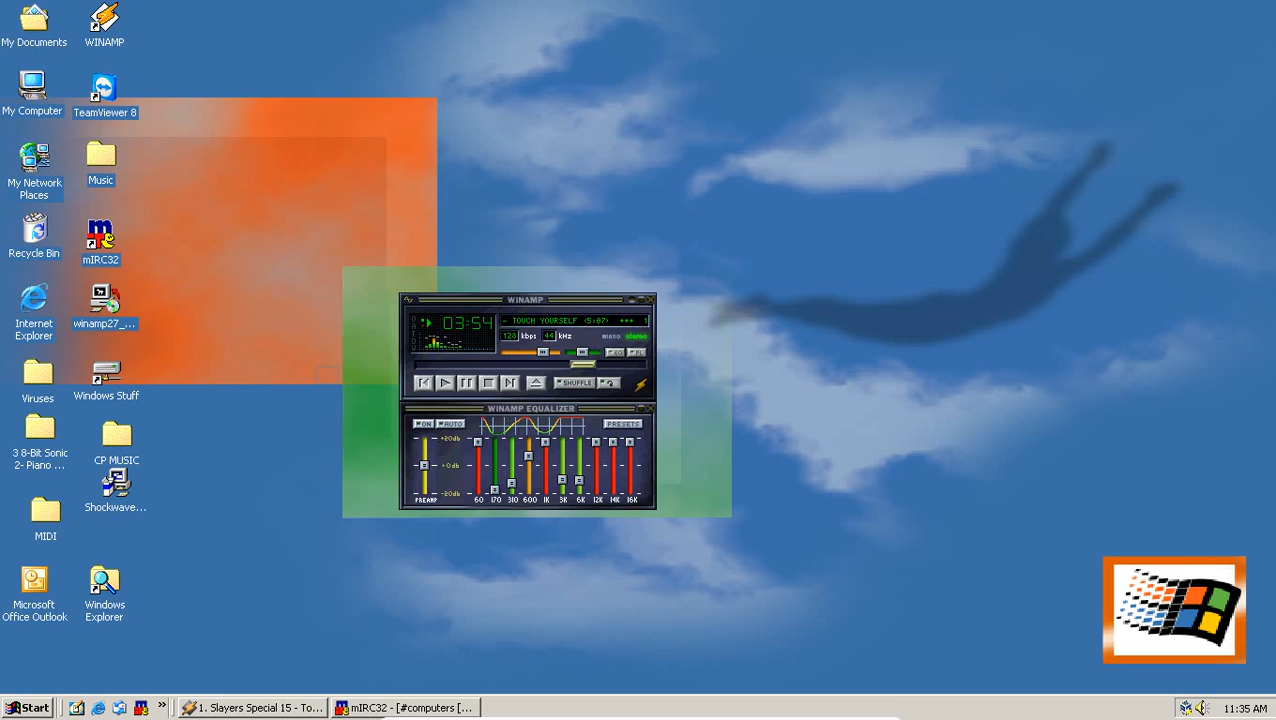 My Documents
WINAMP
My Computer
TeamViewer 8
My Network
Places
Music
Recycle Bin
mIRC32
Internet
Explorer
winamp27_...
Viruses
Windows Stuff
3 8-Bit Sonic
2- Piano ...
CP MUSIC
Shockwave...
MIDI
Microsoft
Office Outlook
Windows
Explorer
WINAMP
03:54
- TOUCH YOURSELF <5:07> *** 1
128 kbps 44 kHz mono stereo
EQ PL
SHUFFLE
WINAMP EQUALIZER
ON AUTO PRESETS
+20db
+0db
-20db
PREAMP 60 170 310 600 1K 3K 6K 12K 14K 16K
Start
1. Slayers Special 15 - To...
mIRC32 - [#computers [...
11:35 AM